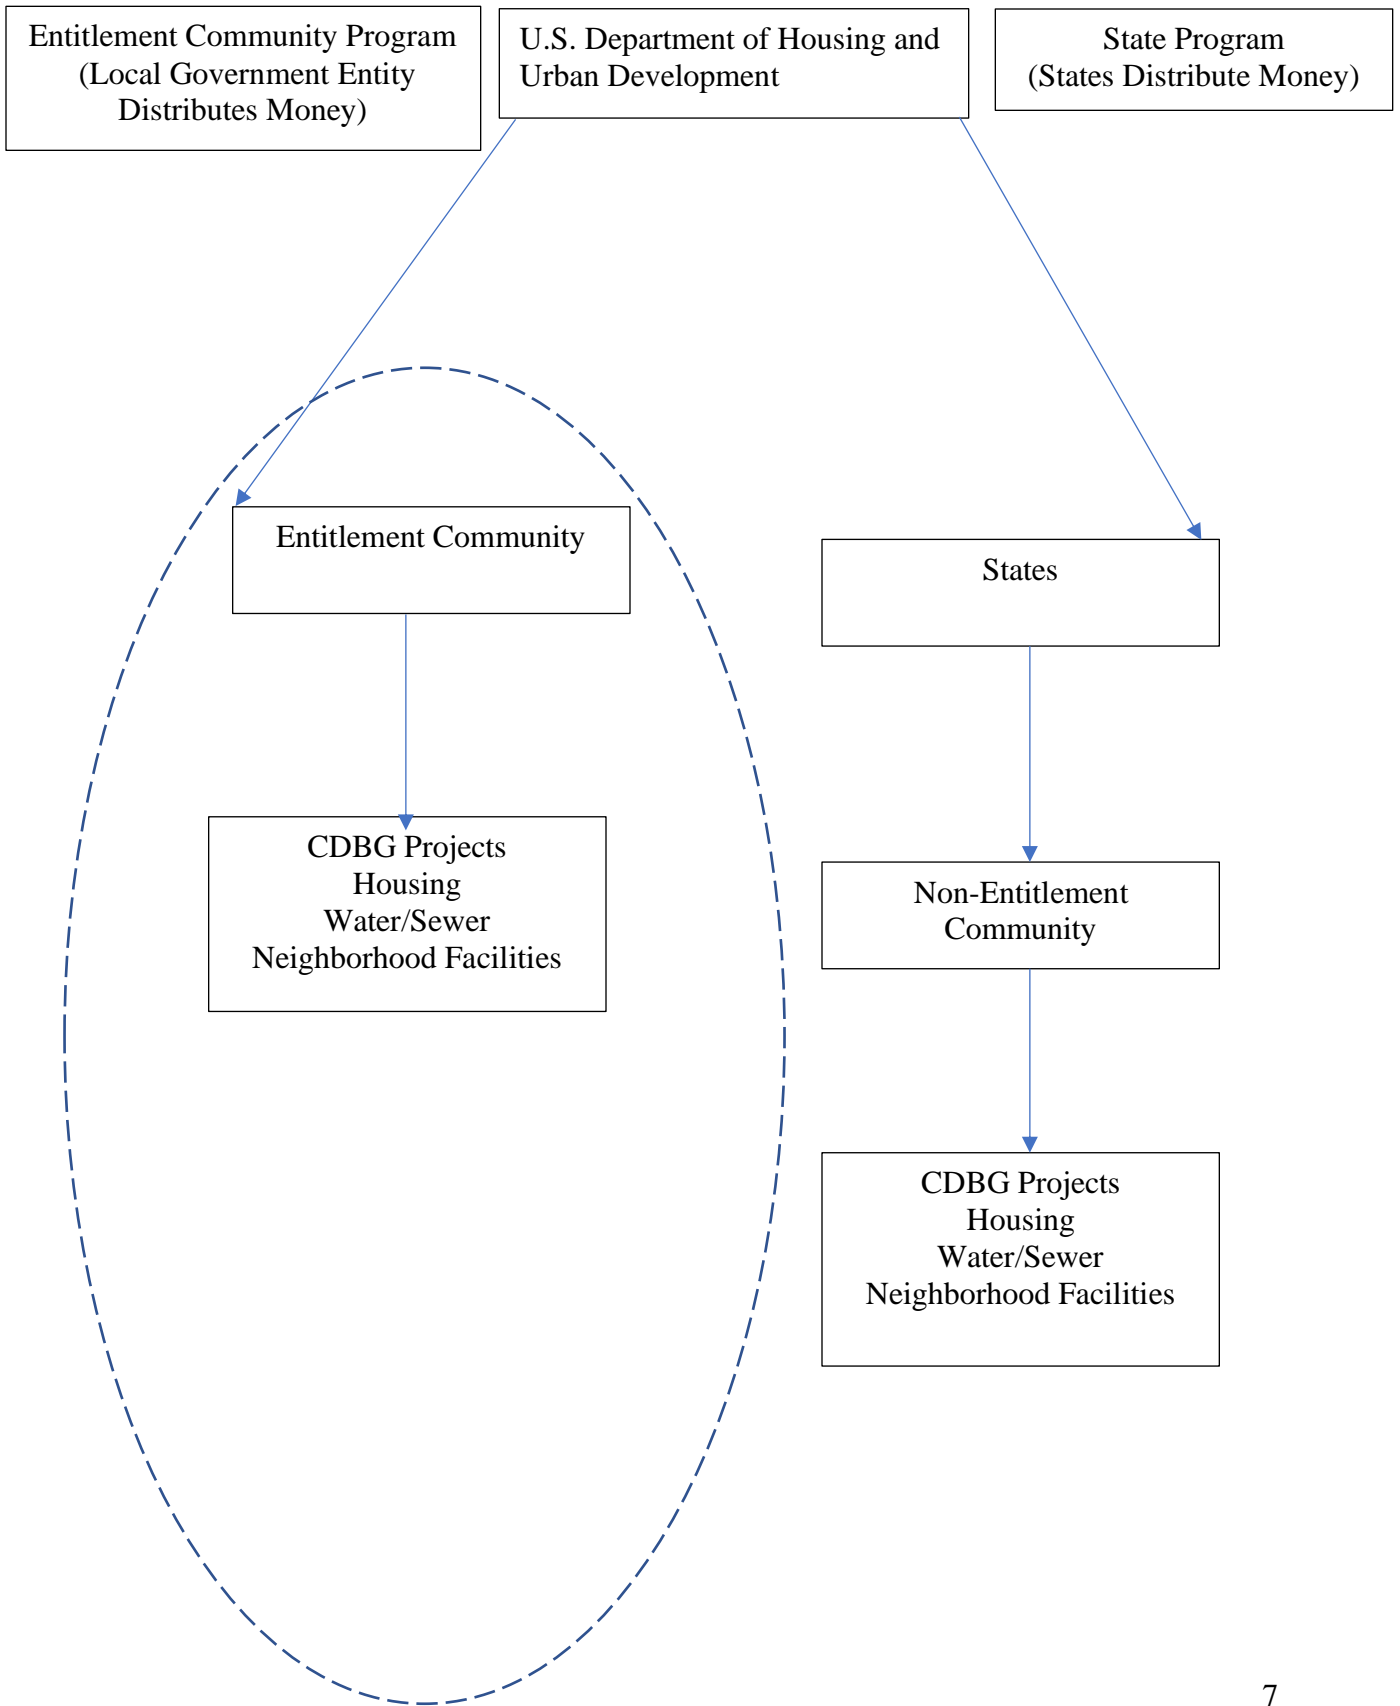 Entitlement Community Program
(Local Government Entity
Distributes Money)
U.S. Department of Housing and
Urban Development
State Program
(States Distribute Money)
Entitlement Community
States
CDBG Projects
Housing
Water/Sewer
Neighborhood Facilities
Non-Entitlement
Community
CDBG Projects
Housing
Water/Sewer
Neighborhood Facilities
7